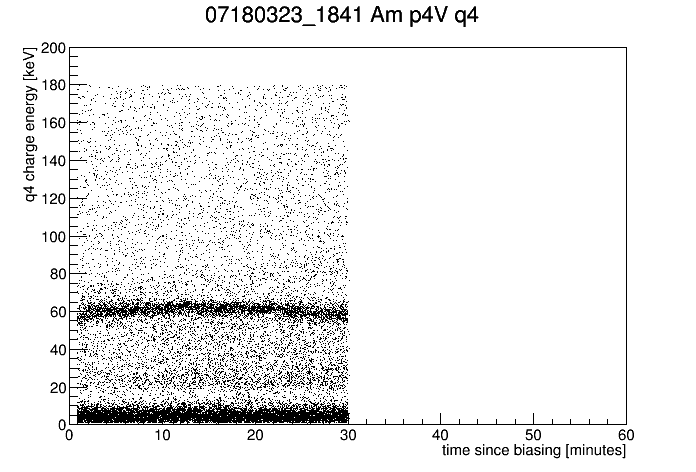 07180323_1841 Am p4V q4
q4 charge energy [keV]
200
180
160
140
120
100
80
60
40
20
0
0 10 20 30 40 50 60
time since biasing [minutes]